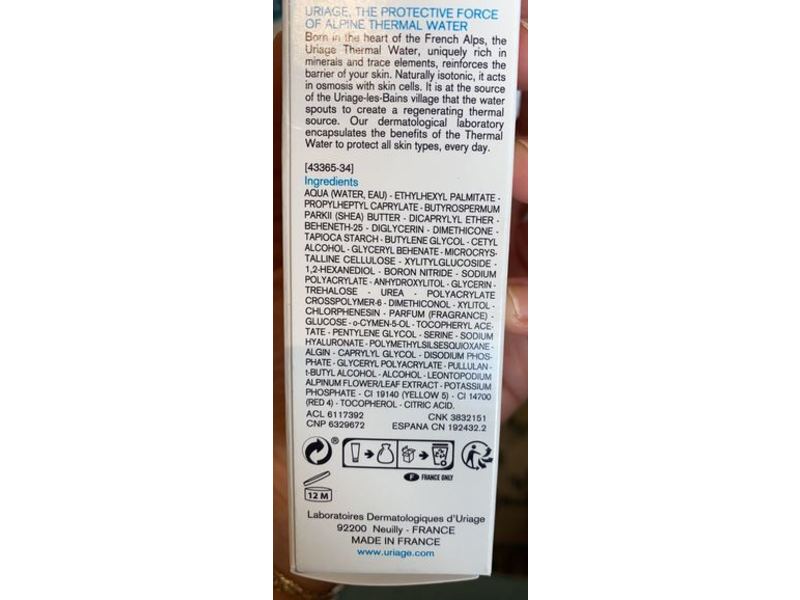 URIAGE, THE PROTECTIVE FORCE
OF ALPINE THERMAL WATER
Born in the heart of the French Alps, the
Uriage Thermal Water, uniquely rich in
minerals and trace elements, reinforces the
barrier of your skin. Naturally isotonic, it acts
in osmosis with skin cells. It is at the source
of the Uriage-les-Bains village that the water
spouts to create a regenerating thermal
source. Our dermatological laboratory
encapsulates the benefits of the Thermal
Water to protect all skin types, every day.
[43365-34]
Ingredients
AQUA (WATER, EAU) - ETHYLHEXYL PALMITATE -
PROPYLHEPTYL CAPRYLATE - BUTYROSPERMUM
PARKII (SHEA) BUTTER - DICAPRYLYL ETHER -
BEHENETH-25 - DIGLYCERIN - DIMETHICONE -
TAPIOCA STARCH - BUTYLENE GLYCOL - CETYL
ALCOHOL - GLYCERYL BEHENATE - MICROCRYS-
TALLINE CELLULOSE - XYLITYLGLUCOSIDE -
1,2-HEXANEDIOL - BORON NITRIDE - SODIUM
POLYACRYLATE - ANHYDROXYLITOL - GLYCERIN -
TREHALOSE - UREA - POLYACRYLATE
CROSSPOLYMER-6 - DIMETHICONOL - XYLITOL -
CHLORPHENESIN - PARFUM (FRAGRANCE) -
GLUCOSE - o-CYMEN-5-OL - TOCOPHERYL ACE-
TATE - PENTYLENE GLYCOL - SERINE - SODIUM
HYALURONATE - POLYMETHYLSILSESQUIOXANE -
ALGIN - CAPRYLYL GLYCOL - DISODIUM PHOS-
PHATE - GLYCERYL POLYACRYLATE - PULLULAN -
t-BUTYL ALCOHOL - ALCOHOL - LEONTOPODIUM
ALPINUM FLOWER/LEAF EXTRACT - POTASSIUM
PHOSPHATE - CI 19140 (YELLOW 5) - CI 14700
(RED 4) - TOCOPHEROL - CITRIC ACID.
ACL 6117392 CNK 3832151
CNP 6329672 ESPANA CN 192432.2
®
F FRANCE ONLY
12 M
Laboratoires Dermatologiques d'Uriage
92200 Neuilly - FRANCE
MADE IN FRANCE
www.uriage.com